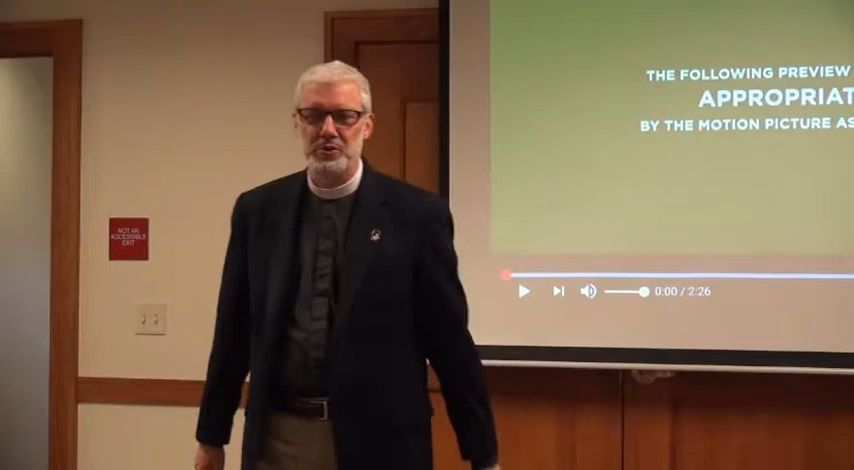 NOT AN
ACCESSIBLE
EXIT
THE FOLLOWING PREVIEW
APPROPRIAT
BY THE MOTION PICTURE AS
0:00 / 2:26